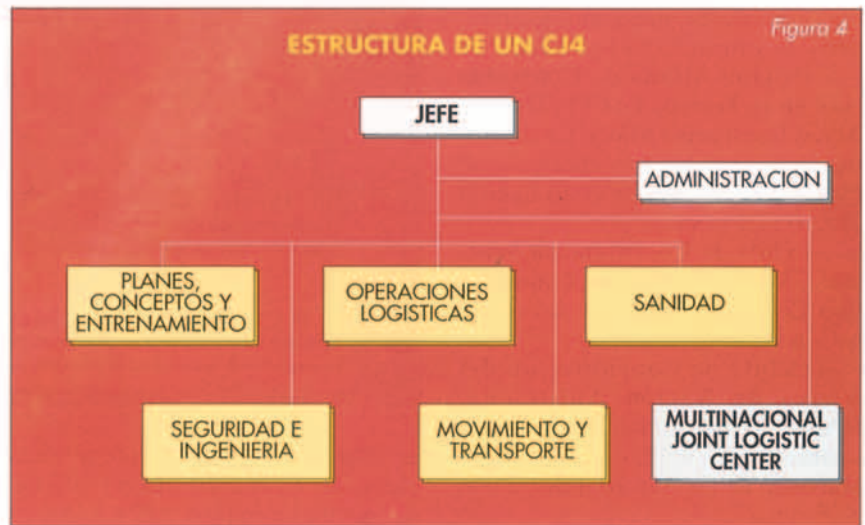 Figura 4
ESTRUCTURA DE UN CJ4
JEFE
ADMINISTRACION
PLANES,
CONCEPTOS Y
ENTRENAMIENTO
OPERACIONES
LOGISTICAS
SANIDAD
SEGURIDAD E
INGENIERIA
MOVIMIENTO Y
TRANSPORTE
MULTINACIONAL
JOINT LOGISTIC
CENTER